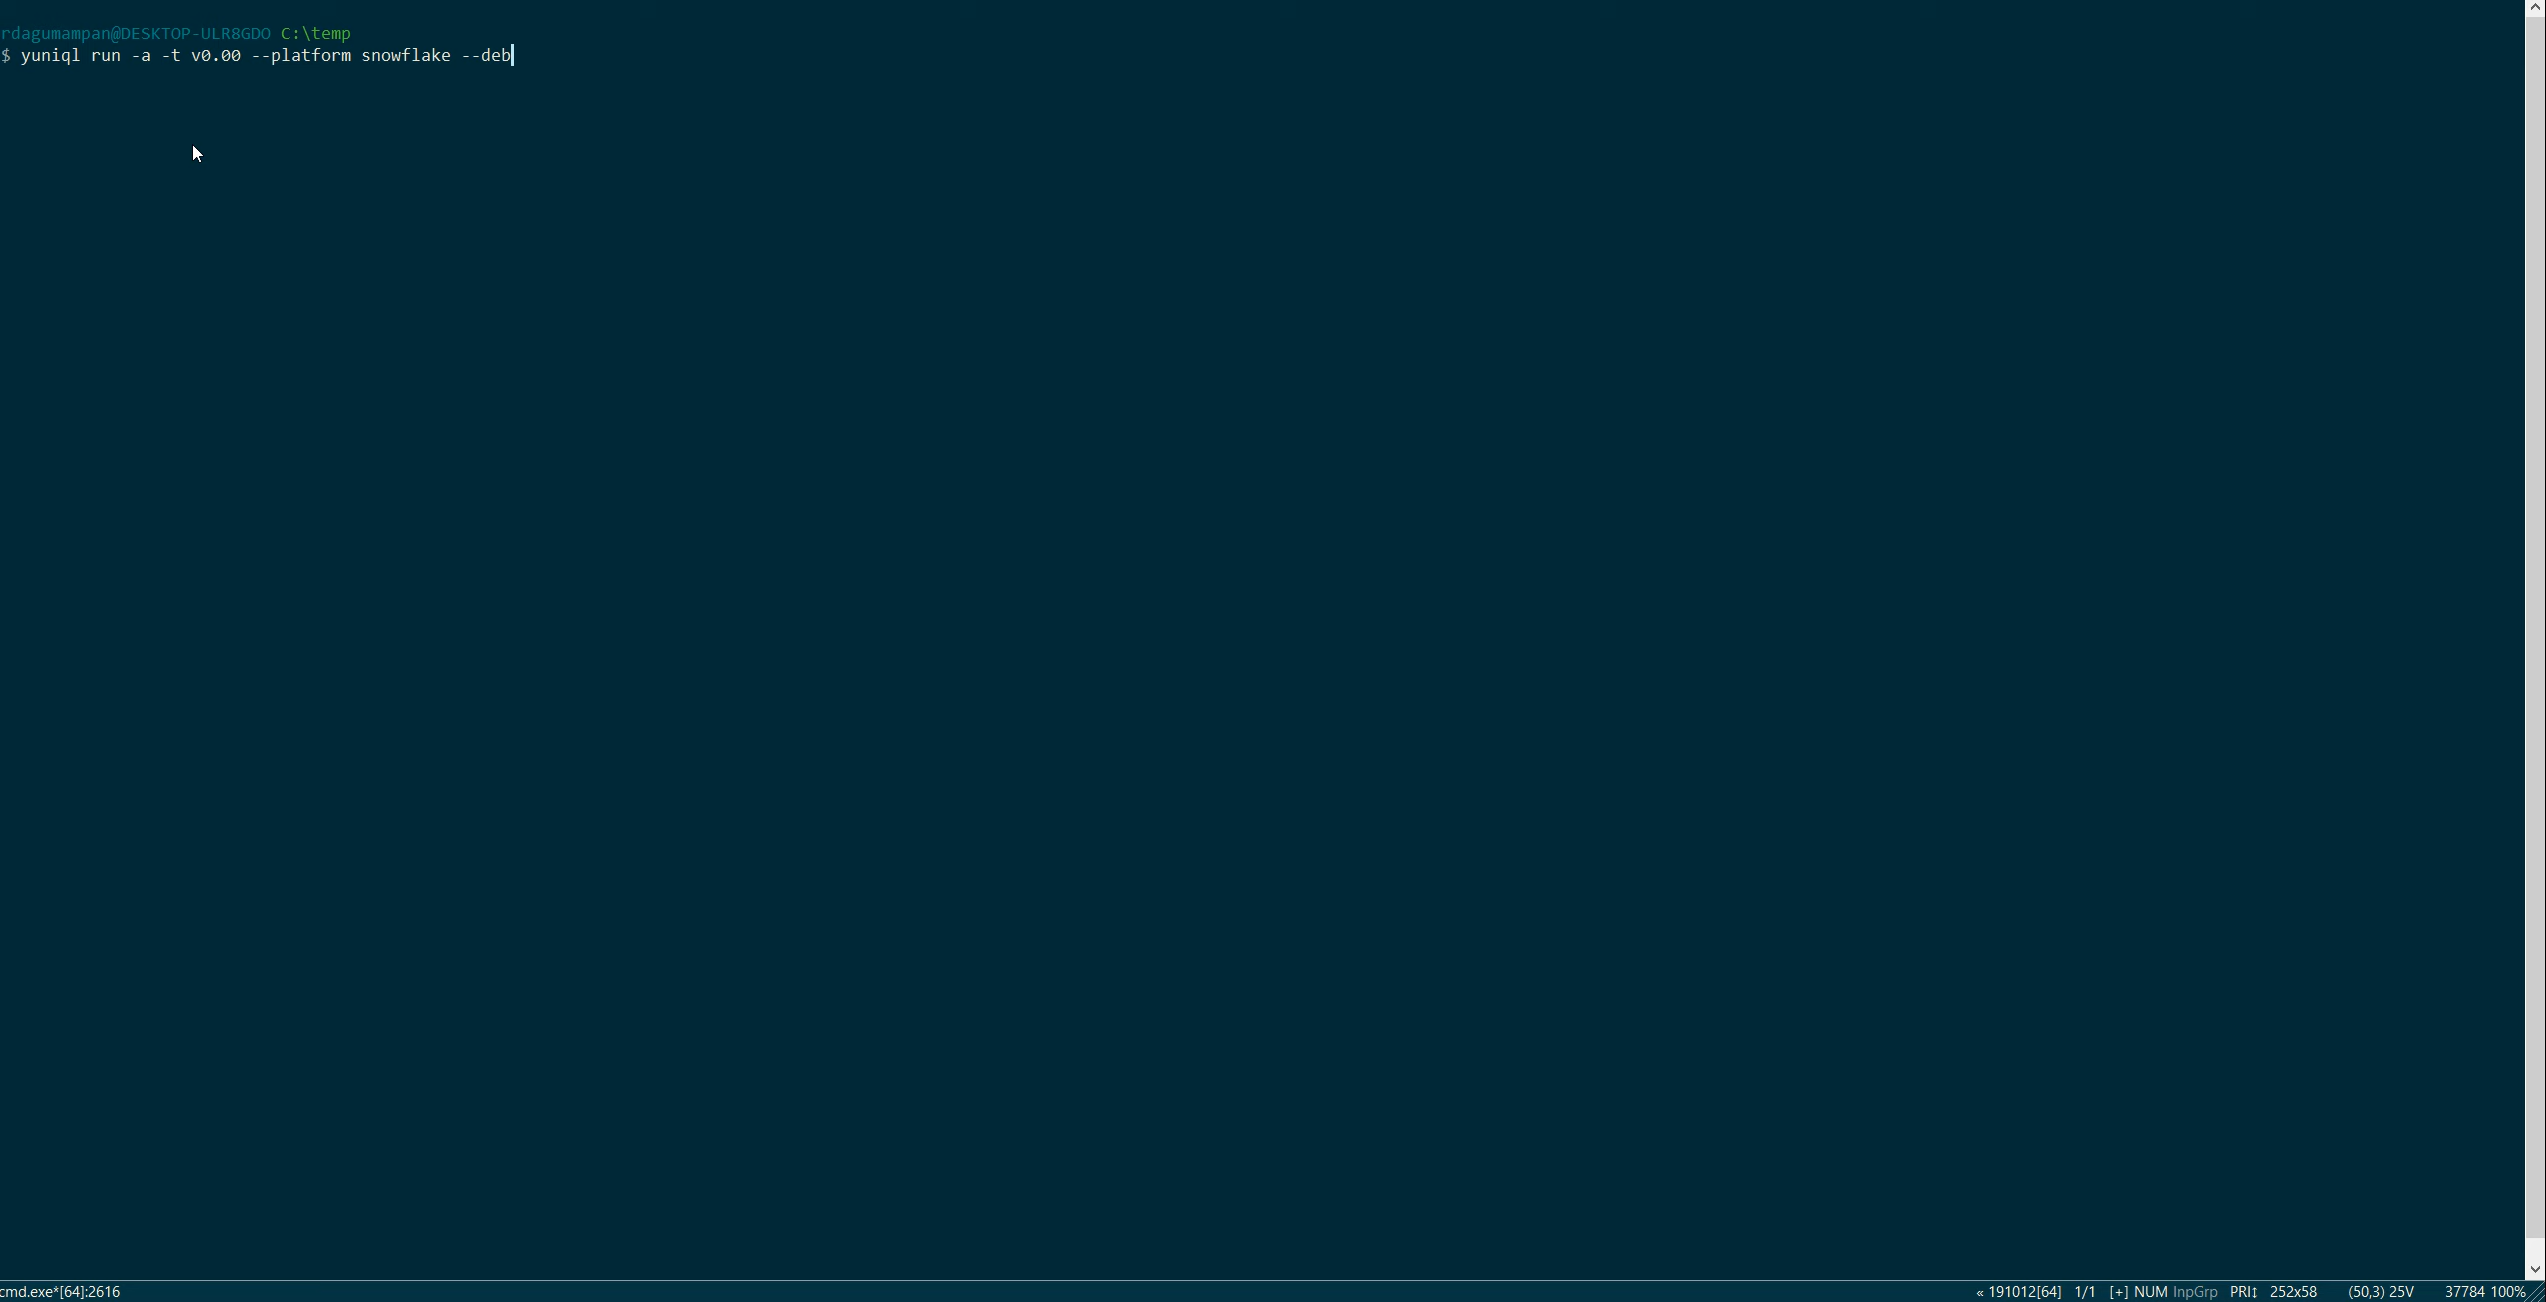 rdagumampan@DESKTOP-ULR8GDO C:\temp
$ yuniql run -a -t v0.00 --platform snowflake --deb
cmd.exe*[64]:2616 « 191012[64] 1/1 [+] NUM InpGrp PRI↕ 252x58 (50,3) 25V 37784 100%